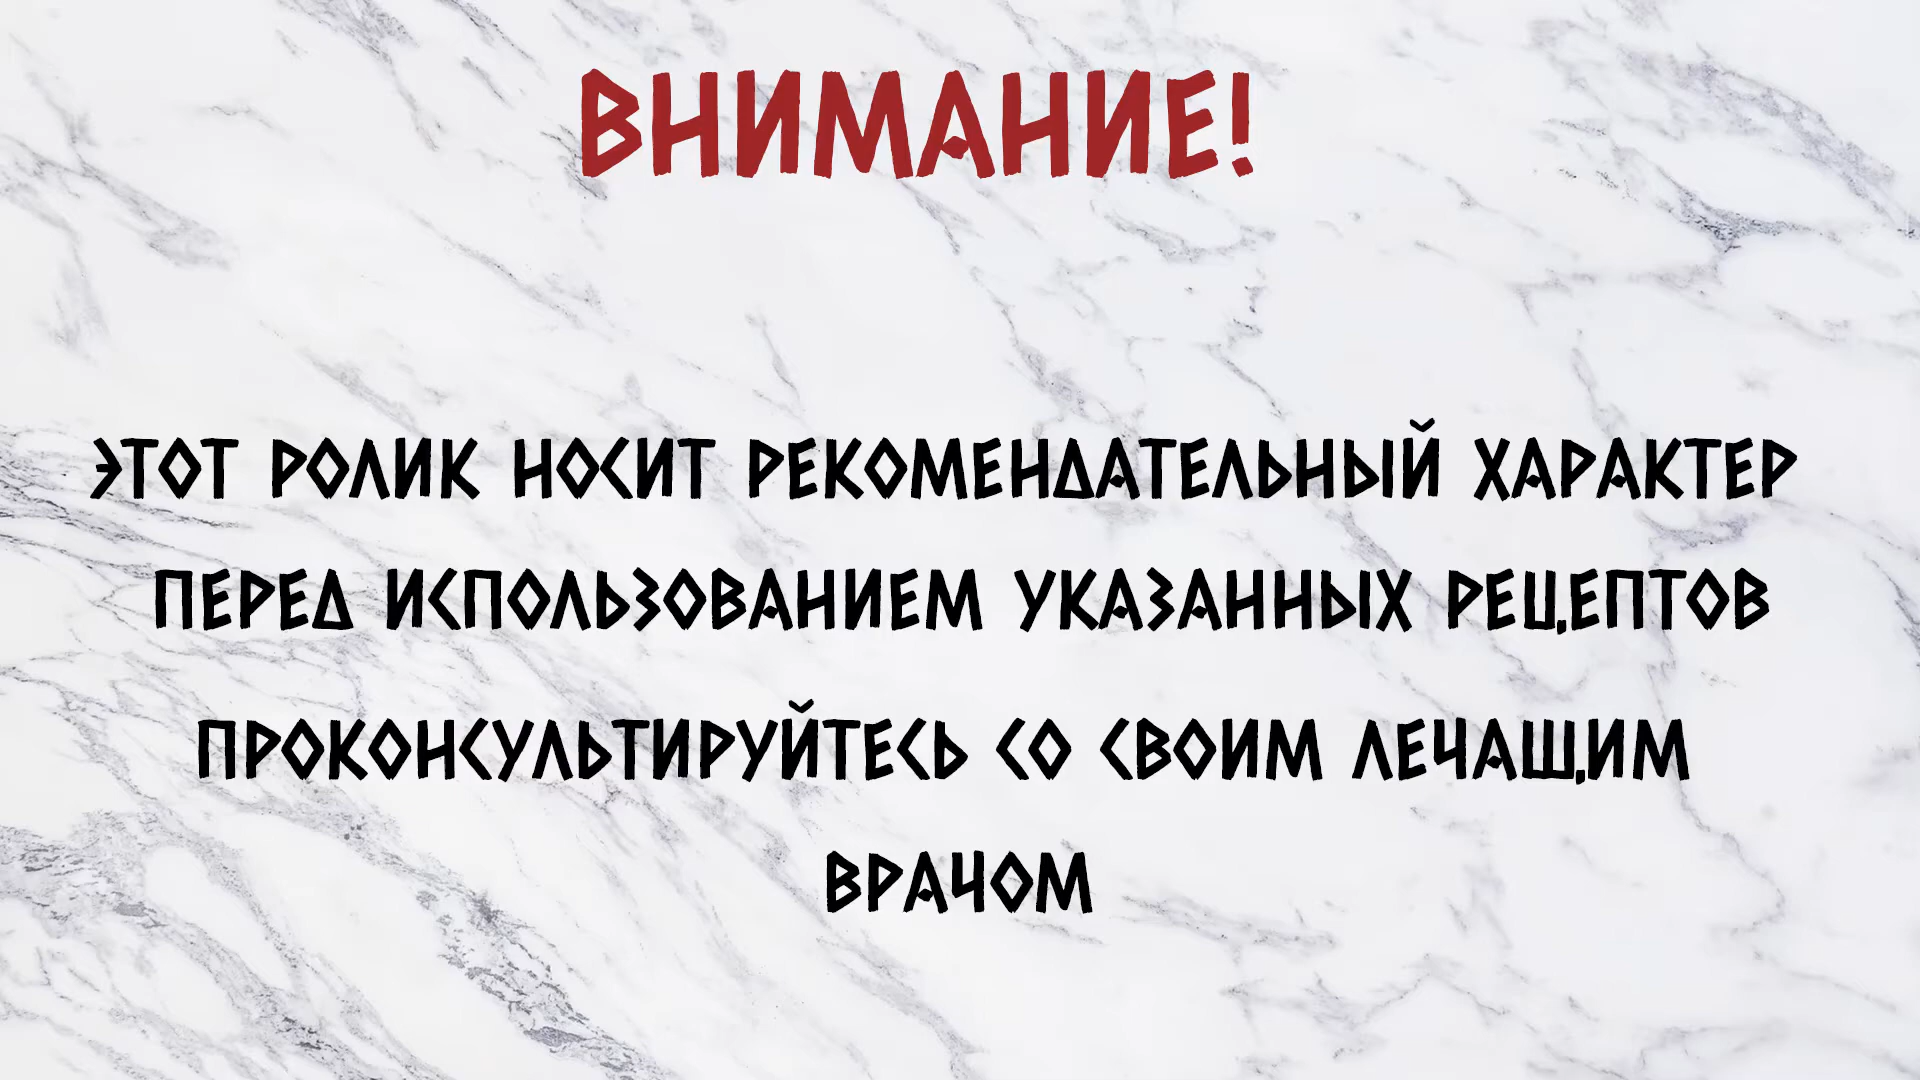 ВНИМАНИЕ!
ЭТОТ РОЛИК НОСИТ РЕКОМЕНДАТЕЛЬНЫЙ ХАРАКТЕР
ПЕРЕД ИСПОЛЬЗОВАНИЕМ УКАЗАННЫХ РЕЦЕПТОВ
ПРОКОНСУЛЬТИРУЙТЕСЬ СО СВОИМ ЛЕЧАЩИМ
ВРАЧОМ